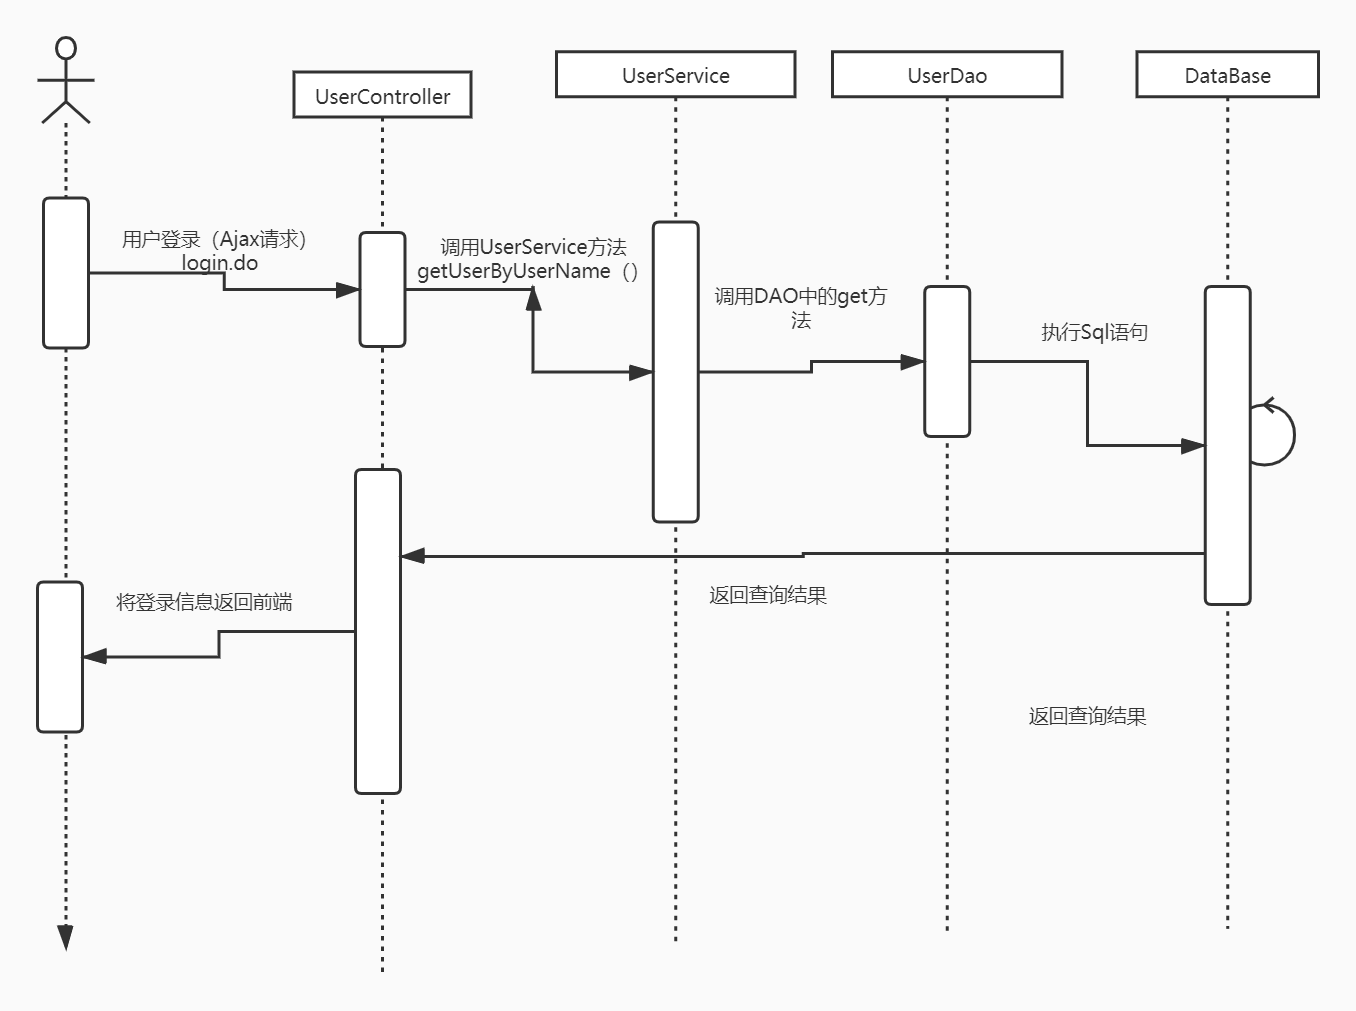 UserController
UserService
UserDao
DataBase
用户登录（Ajax请求）
login.do
调用UserService方法
getUserByUserName（）
调用DAO中的get方
法
执行Sql语句
返回查询结果
将登录信息返回前端
返回查询结果